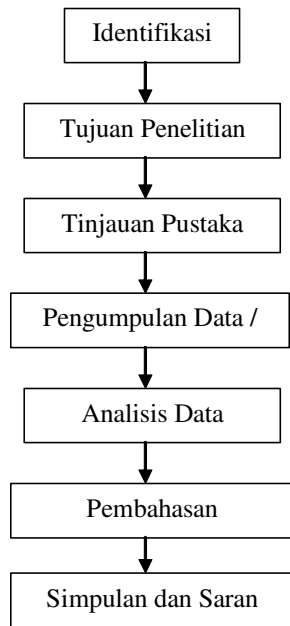 Identifikasi
Tujuan Penelitian
Tinjauan Pustaka
Pengumpulan Data /
Analisis Data
Pembahasan
Simpulan dan Saran